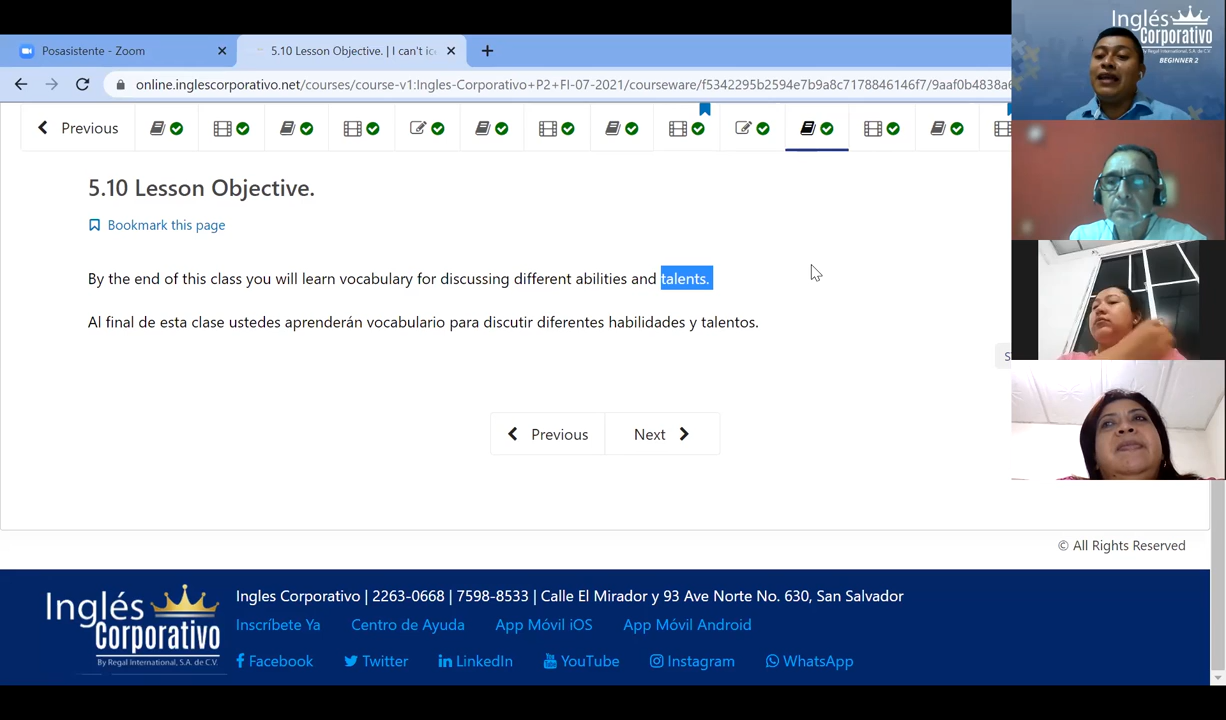 Posasistente - Zoom
5.10 Lesson Objective. | I can't ic
online.inglescorporativo.net/courses/course-v1:Ingles-Corporativo+P2+FI-07-2021/courseware/f5342295b2594e7b9a8c7178846146f7/9aaf0b4838a6
Inglés
Corporativo
By Regal International, S.A. de C.V.
BEGINNER 2
Previous
5.10 Lesson Objective.
Bookmark this page
By the end of this class you will learn vocabulary for discussing different abilities and talents.
Al final de esta clase ustedes aprenderán vocabulario para discutir diferentes habilidades y talentos.
Previous
Next
© All Rights Reserved
Inglés
Corporativo
By Regal International, S.A. de C.V.
Ingles Corporativo | 2263-0668 | 7598-8533 | Calle El Mirador y 93 Ave Norte No. 630, San Salvador
Inscríbete Ya Centro de Ayuda App Móvil iOS App Móvil Android
Facebook Twitter LinkedIn YouTube Instagram WhatsApp